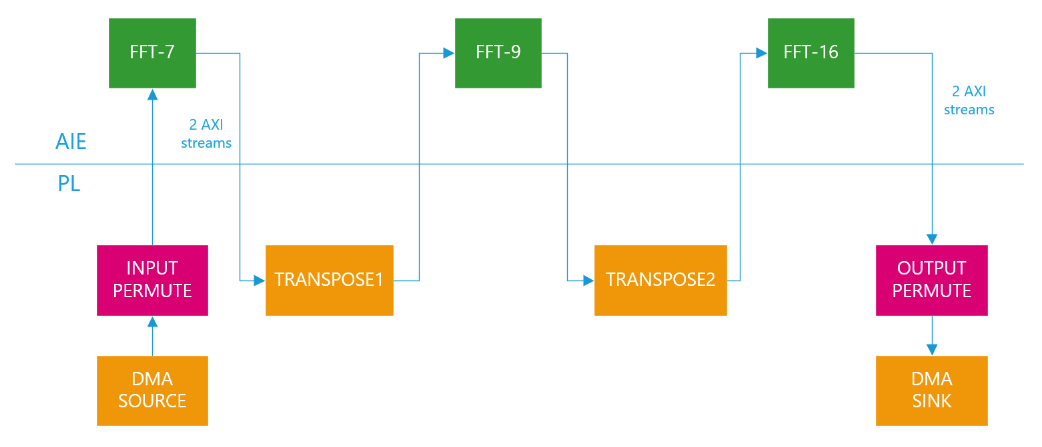 FFT-7
FFT-9
FFT-16
2 AXI
streams
2 AXI
streams
AIE
PL
INPUT
PERMUTE
TRANSPOSE1
TRANSPOSE2
OUTPUT
PERMUTE
DMA
SOURCE
DMA
SINK